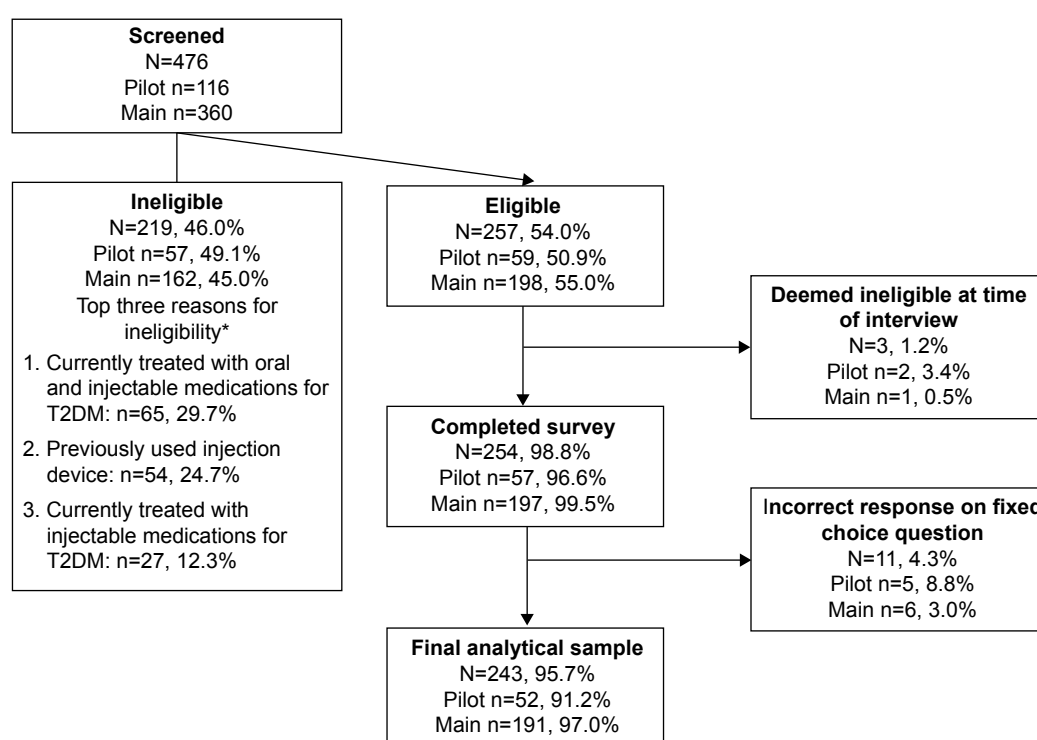 Screened
N=476
Pilot n=116
Main n=360
Ineligible
N=219, 46.0%
Pilot n=57, 49.1%
Main n=162, 45.0%
Top three reasons for
ineligibility*
1. Currently treated with oral
and injectable medications for
T2DM: n=65, 29.7%
2. Previously used injection
device: n=54, 24.7%
3. Currently treated with
injectable medications for
T2DM: n=27, 12.3%
Eligible
N=257, 54.0%
Pilot n=59, 50.9%
Main n=198, 55.0%
Deemed ineligible at time
of interview
N=3, 1.2%
Pilot n=2, 3.4%
Main n=1, 0.5%
Completed survey
N=254, 98.8%
Pilot n=57, 96.6%
Main n=197, 99.5%
Incorrect response on fixed
choice question
N=11, 4.3%
Pilot n=5, 8.8%
Main n=6, 3.0%
Final analytical sample
N=243, 95.7%
Pilot n=52, 91.2%
Main n=191, 97.0%